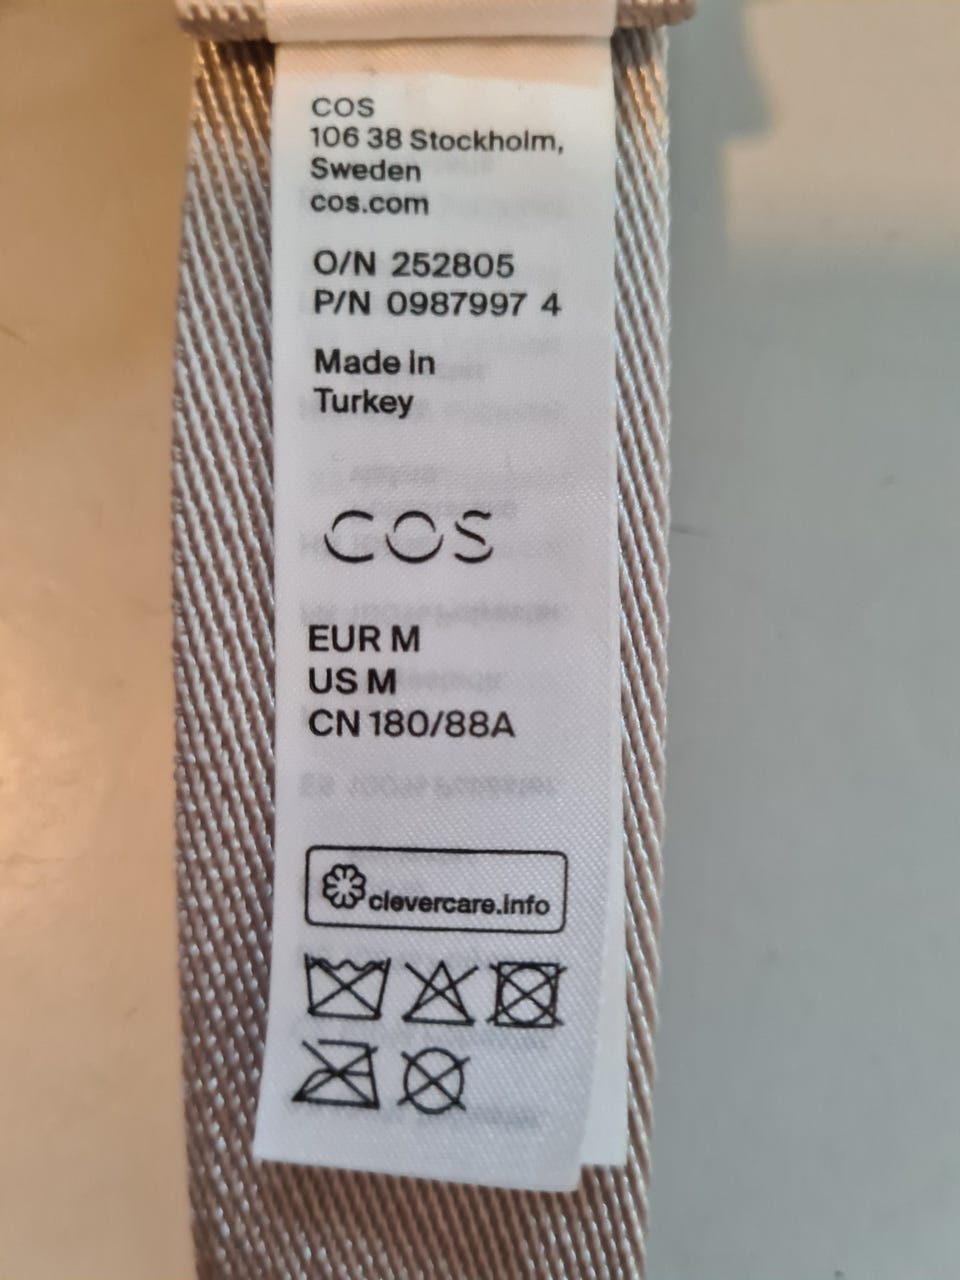 COS
106 38 Stockholm,
Sweden
cos.com
O/N 252805
P/N 0987997 4
Made in
Turkey
COS
EUR M
US M
CN 180/88A
clevercare.info